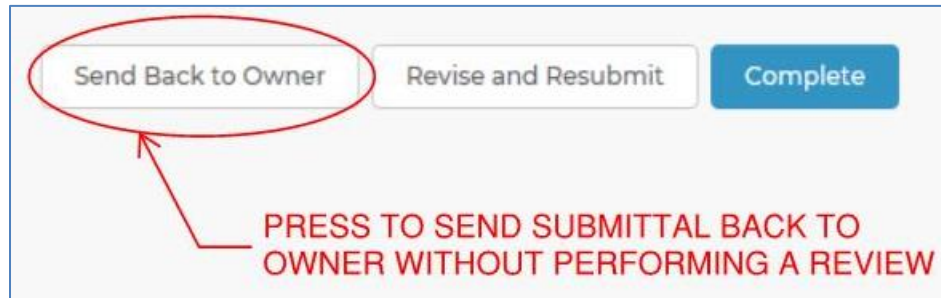 Send Back to Owner Revise and Resubmit Complete
PRESS TO SEND SUBMITTAL BACK TO
OWNER WITHOUT PERFORMING A REVIEW